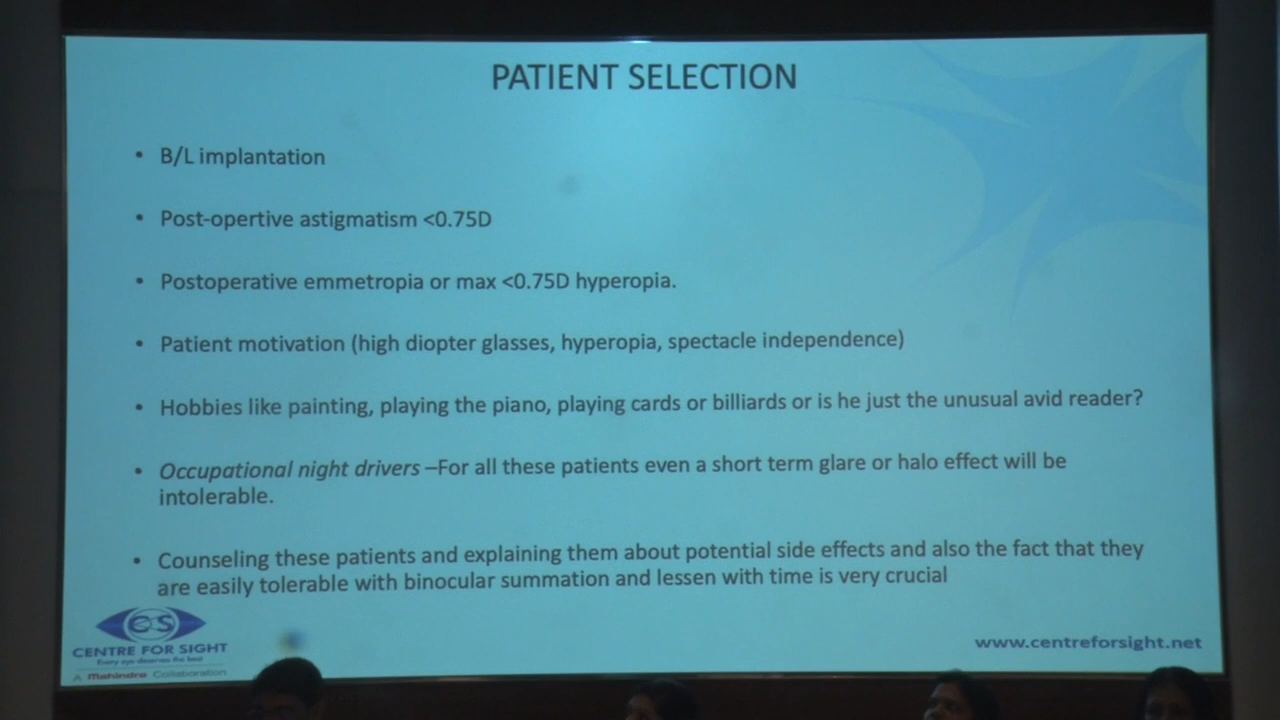 PATIENT SELECTION
• B/L implantation
• Post-opertive astigmatism <0.75D
• Postoperative emmetropia or max <0.75D hyperopia.
• Patient motivation (high diopter glasses, hyperopia, spectacle independence)
• Hobbies like painting, playing the piano, playing cards or billiards or is he just the unusual avid reader?
• Occupational night drivers –For all these patients even a short term glare or halo effect will be
intolerable.
• Counseling these patients and explaining them about potential side effects and also the fact that they
are easily tolerable with binocular summation and lessen with time is very crucial
CENTRE FOR SIGHT
Every eye deserves the best
A Mahindra Collaboration
www.centreforsight.net